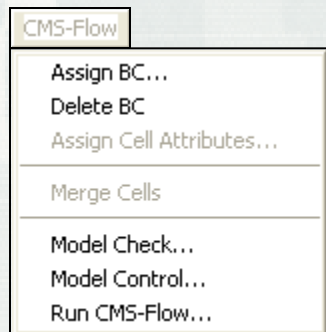 CMS-Flow
Assign BC...
Delete BC
Assign Cell Attributes...
Merge Cells
Model Check...
Model Control...
Run CMS-Flow...